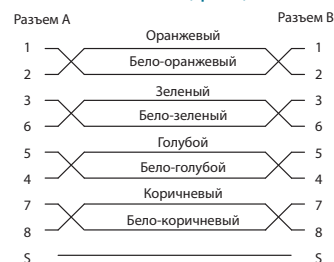 Разъем А Разъем В
Оранжевый
1 1
Бело-оранжевый
2 2
Зеленый
3 3
Бело-зеленый
6 6
Голубой
5 5
Бело-голубой
4 4
Коричневый
7 7
Бело-коричневый
8 8
S S